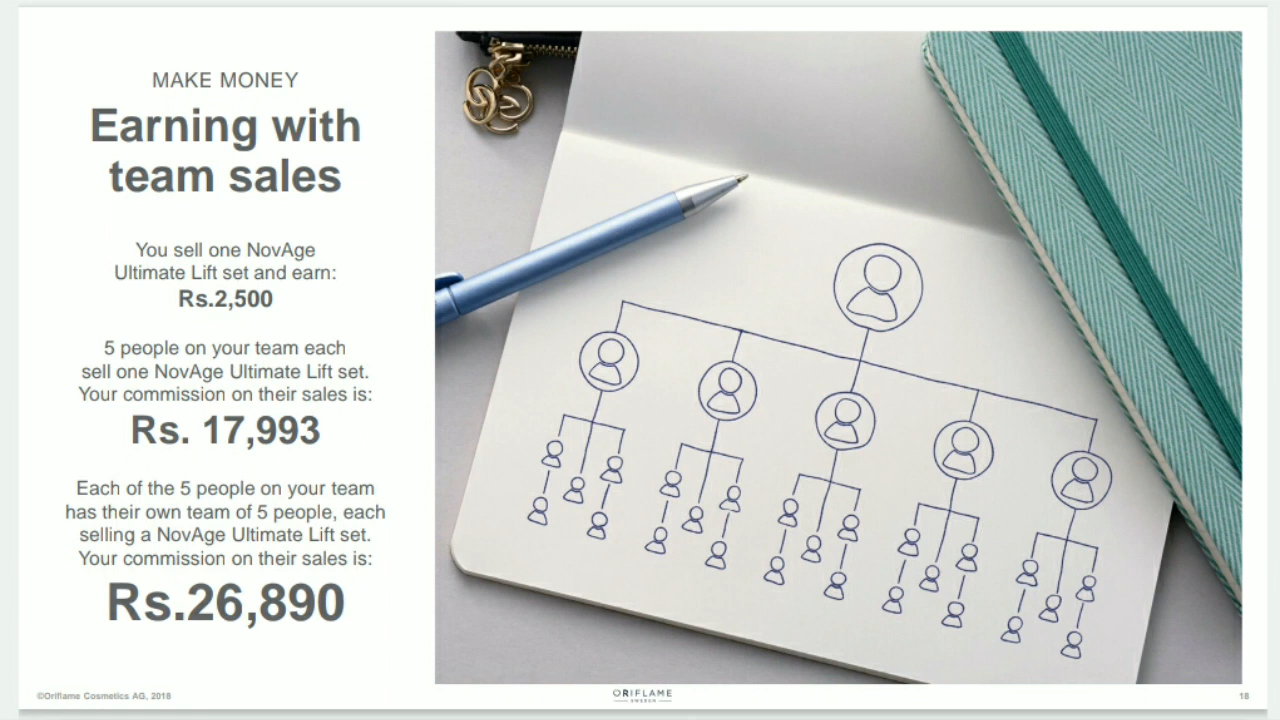 MAKE MONEY
Earning with
team sales
You sell one NovAge
Ultimate Lift set and earn:
Rs.2,500
5 people on your team each
sell one NovAge Ultimate Lift set.
Your commission on their sales is:
Rs. 17,993
Each of the 5 people on your team
has their own team of 5 people, each
selling a NovAge Ultimate Lift set.
Your commission on their sales is:
Rs.26,890
©Oriflame Cosmetics AG, 2018
ORIFLAME
SWEDEN
18